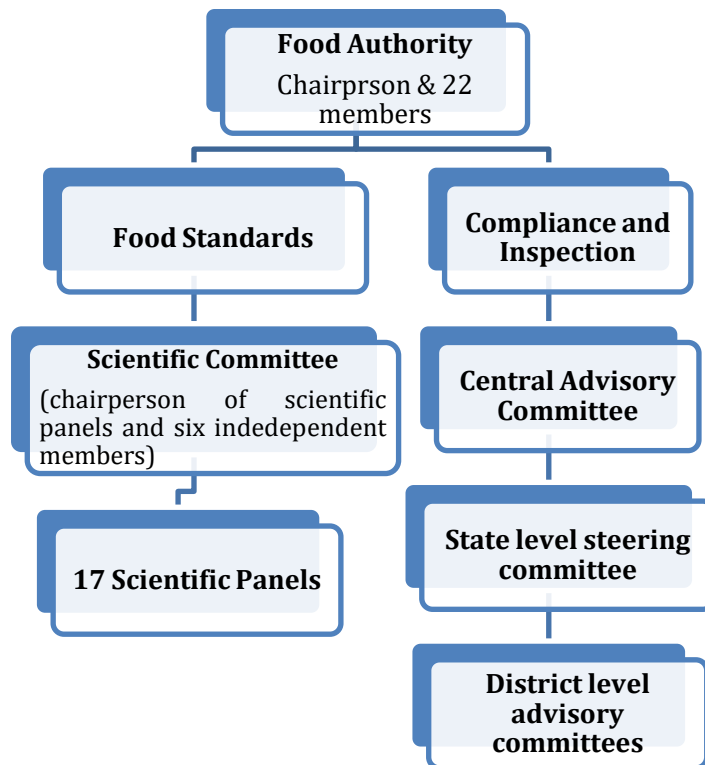 Food Authority
Chairprson & 22
members
Food Standards
Compliance and
Inspection
Scientific Committee
(chairperson of scientific
panels and six indedependent
members)
Central Advisory
Committee
17 Scientific Panels
State level steering
committee
District level
advisory
committees